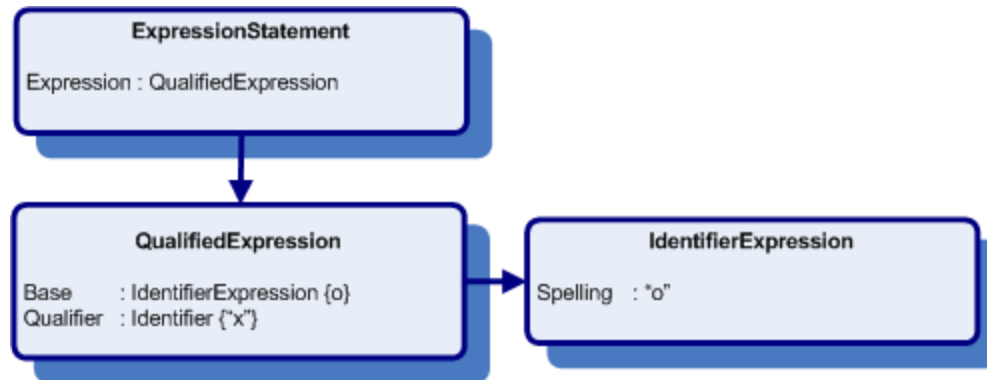 ExpressionStatement
Expression : QualifiedExpression
QualifiedExpression
Base : IdentifierExpression {o}
Qualifier : Identifier {“x”}
IdentifierExpression
Spelling : “o”